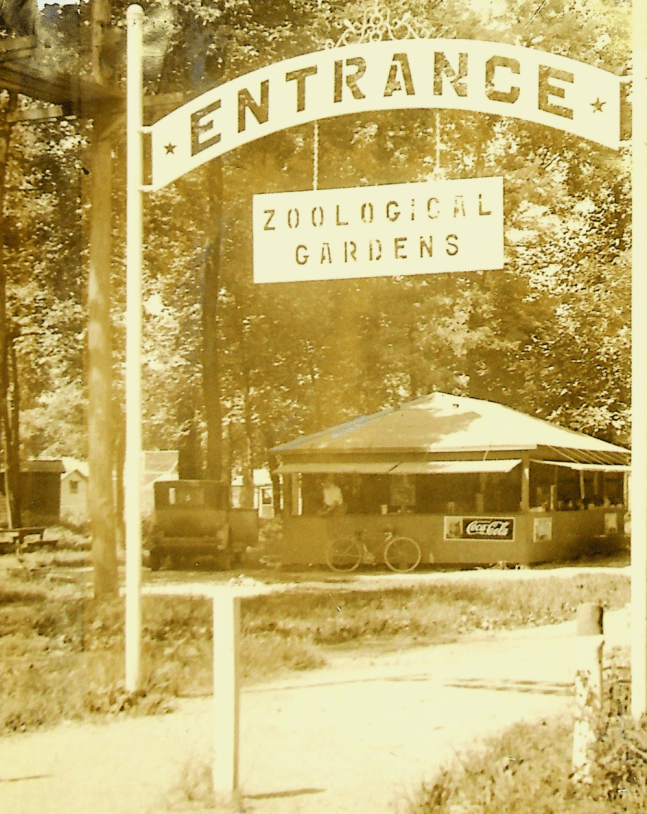 ★ ENTRANCE ★
ZOOLOGICAL
GARDENS
Coca-Cola